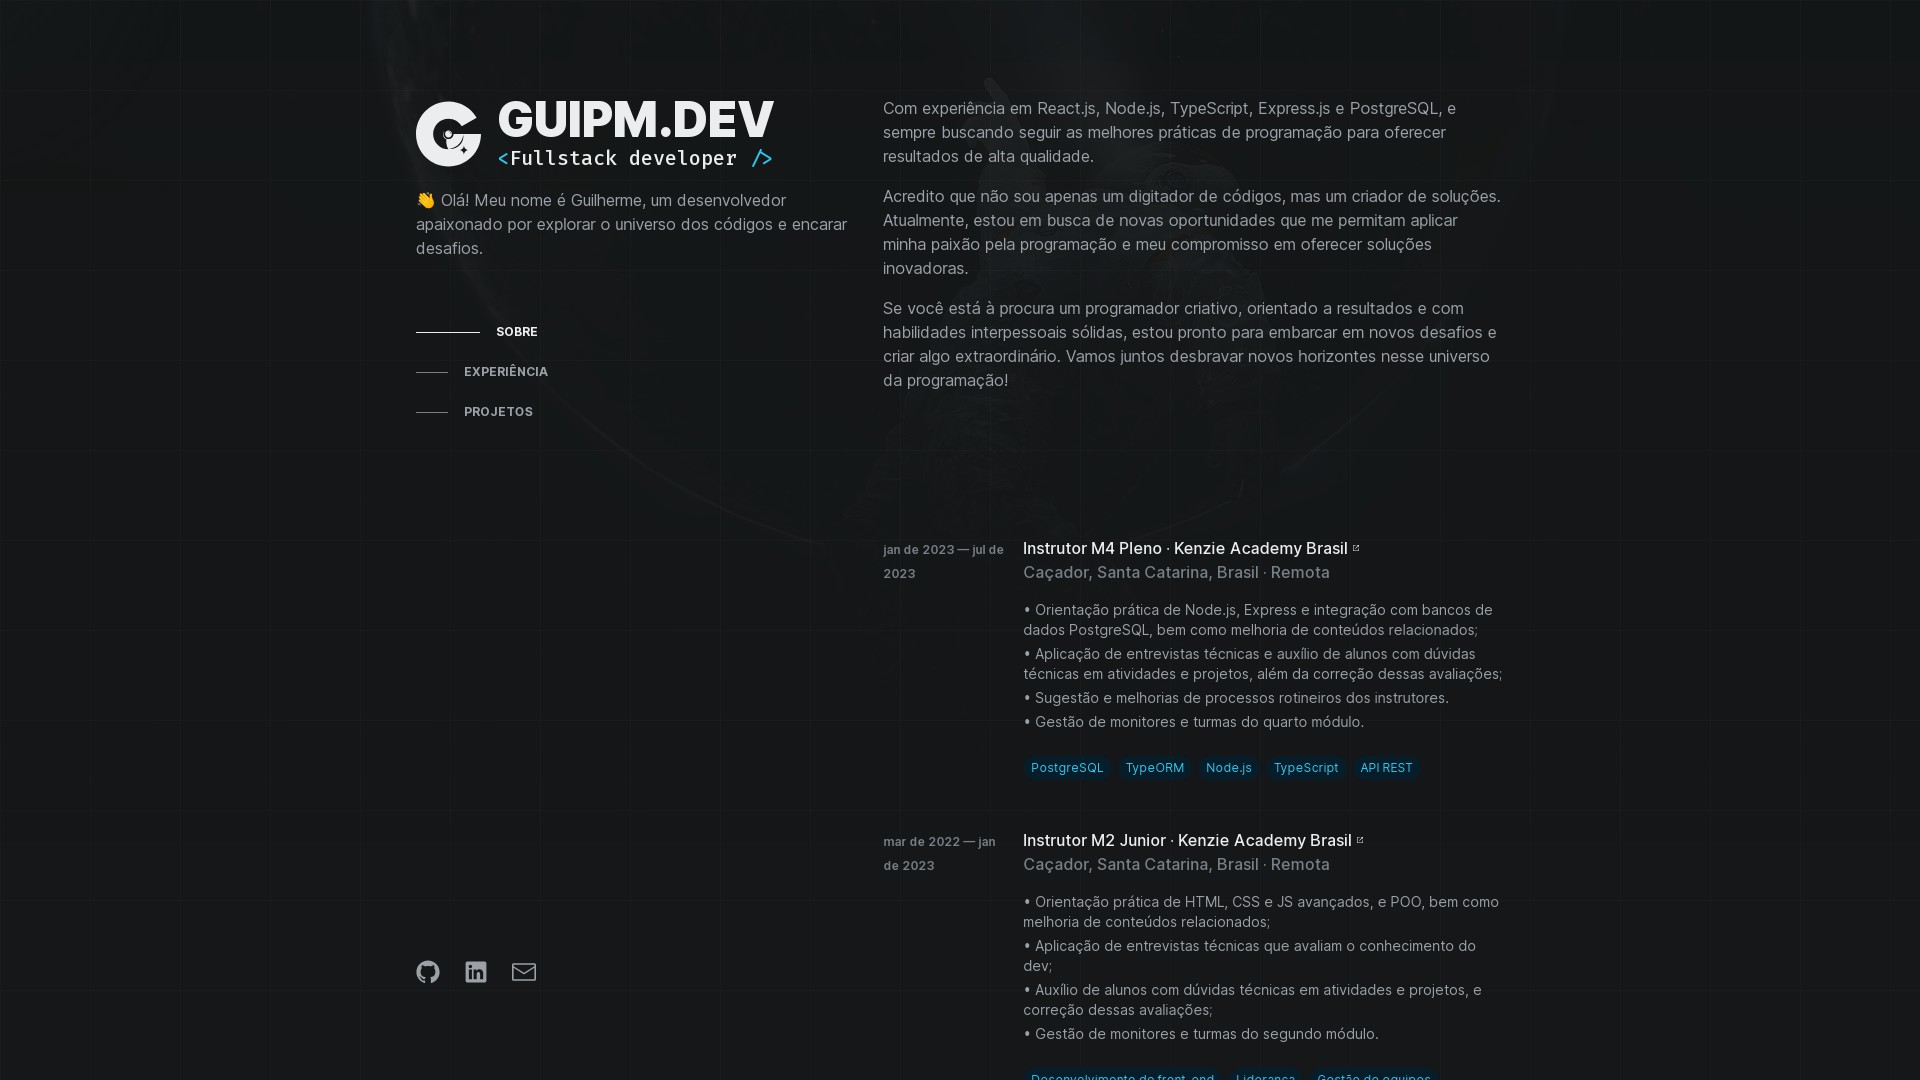 GUIPM.DEV
<Fullstack developer />
👋 Olá! Meu nome é Guilherme, um desenvolvedor
apaixonado por explorar o universo dos códigos e encarar
desafios.
SOBRE
EXPERIÊNCIA
PROJETOS
Com experiência em React.js, Node.js, TypeScript, Express.js e PostgreSQL, e
sempre buscando seguir as melhores práticas de programação para oferecer
resultados de alta qualidade.
Acredito que não sou apenas um digitador de códigos, mas um criador de soluções.
Atualmente, estou em busca de novas oportunidades que me permitam aplicar
minha paixão pela programação e meu compromisso em oferecer soluções
inovadoras.
Se você está à procura um programador criativo, orientado a resultados e com
habilidades interpessoais sólidas, estou pronto para embarcar em novos desafios e
criar algo extraordinário. Vamos juntos desbravar novos horizontes nesse universo
da programação!
jan de 2023 — jul de
2023
Instrutor M4 Pleno · Kenzie Academy Brasil
Caçador, Santa Catarina, Brasil · Remota
• Orientação prática de Node.js, Express e integração com bancos de
dados PostgreSQL, bem como melhoria de conteúdos relacionados;
• Aplicação de entrevistas técnicas e auxílio de alunos com dúvidas
técnicas em atividades e projetos, além da correção dessas avaliações;
• Sugestão e melhorias de processos rotineiros dos instrutores.
• Gestão de monitores e turmas do quarto módulo.
PostgreSQL TypeORM Node.js TypeScript API REST
mar de 2022 — jan
de 2023
Instrutor M2 Junior · Kenzie Academy Brasil
Caçador, Santa Catarina, Brasil · Remota
• Orientação prática de HTML, CSS e JS avançados, e POO, bem como
melhoria de conteúdos relacionados;
• Aplicação de entrevistas técnicas que avaliam o conhecimento do
dev;
• Auxílio de alunos com dúvidas técnicas em atividades e projetos, e
correção dessas avaliações;
• Gestão de monitores e turmas do segundo módulo.
Desenvolvimento de front-end Liderança Gestão de equipes